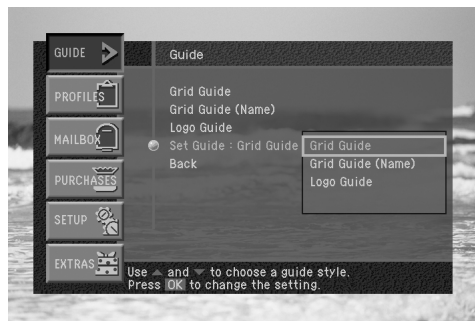 GUIDE
PROFILES
MAILBOX
PURCHASES
SETUP
EXTRAS
Guide
Grid Guide
Grid Guide (Name)
Logo Guide
Set Guide : Grid Guide
Back
Grid Guide
Grid Guide (Name)
Logo Guide
Use and to choose a guide style.
Press OK to change the setting.